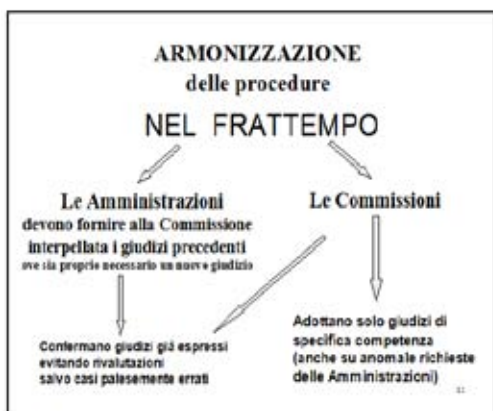 ARMONIZZAZIONE
delle procedure
NEL FRATTEMPO
Le Amministrazioni
devono fornire alla Commissione
interpellata i giudizi precedenti
ove sia proprio necessario un nuovo giudizio
Le Commissioni
Confermano giudizi già espressi
evitando rivalutazioni
salvo casi palesemente errati
Adottano solo giudizi di
specifica competenza
(anche su anomale richieste
delle Amministrazioni)